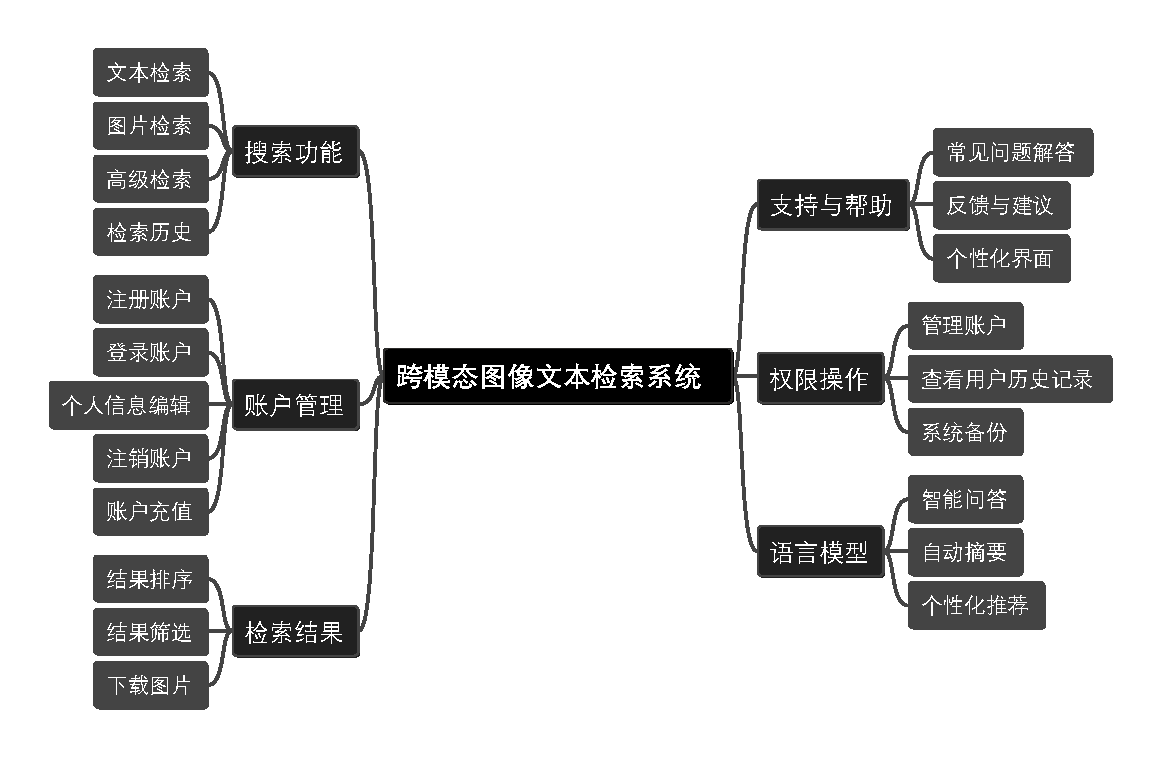 跨模态图像文本检索系统
搜索功能
文本检索
图片检索
高级检索
检索历史
账户管理
注册账户
登录账户
个人信息编辑
注销账户
账户充值
检索结果
结果排序
结果筛选
下载图片
支持与帮助
常见问题解答
反馈与建议
个性化界面
权限操作
管理账户
查看用户历史记录
系统备份
语言模型
智能问答
自动摘要
个性化推荐